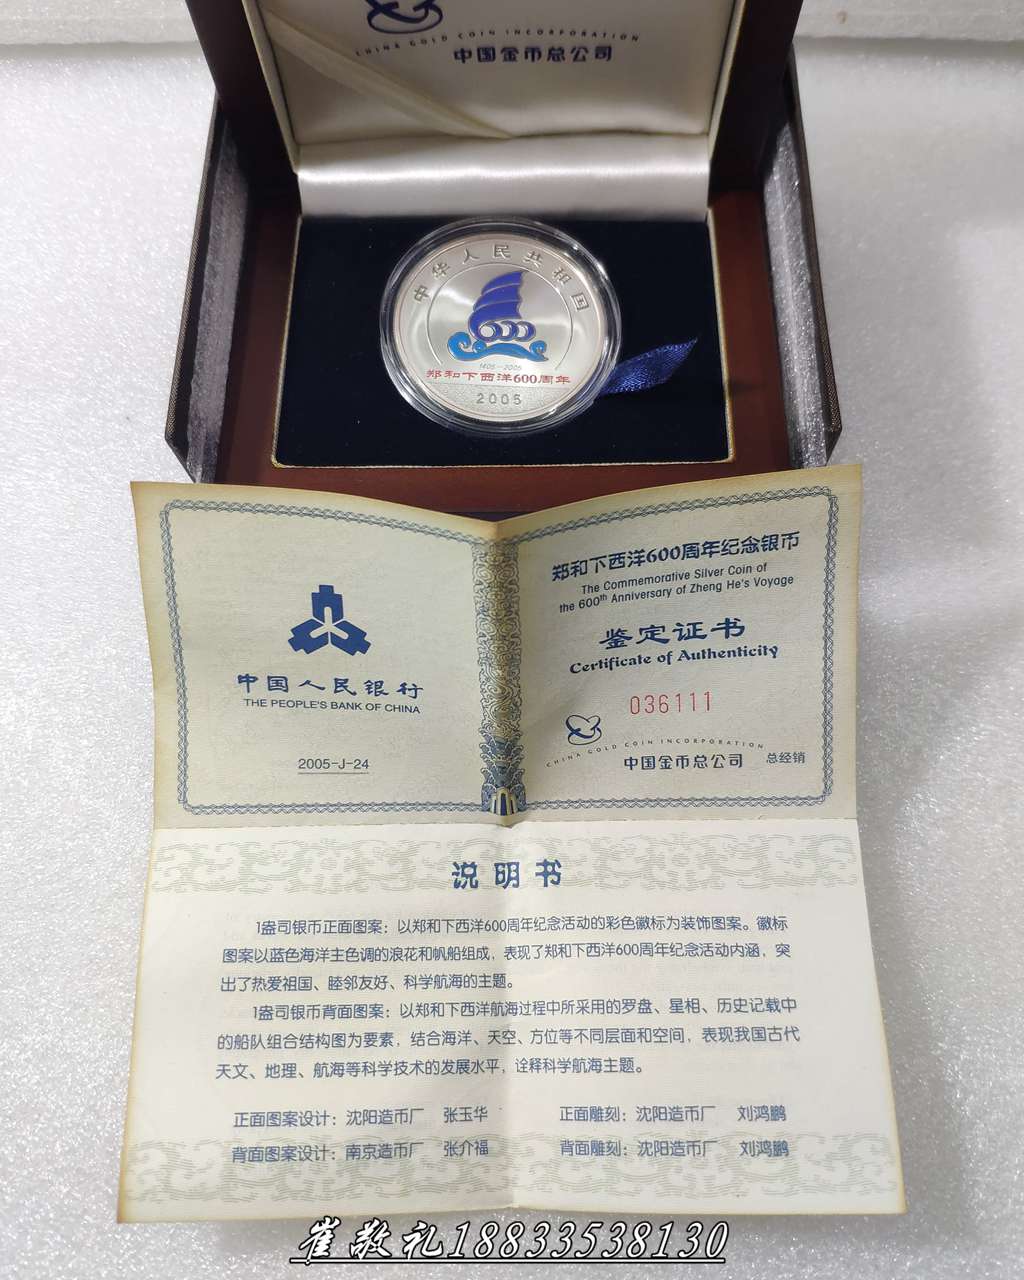 CHINA GOLD COIN INCORPORATION
中国金币总公司
中华人民共和国
600
1405-2005
郑和下西洋600周年
2005
郑和下西洋600周年纪念银币
The Commemorative Silver Coin of
the 600th Anniversary of Zheng He's Voyage
鉴定证书
Certificate of Authenticity
036111
CHINA GOLD COIN INCORPORATION
中国金币总公司 总经销
中国人民银行
THE PEOPLE'S BANK OF CHINA
2005-J-24
说明书
1盎司银币正面图案：以郑和下西洋600周年纪念活动的彩色徽标为装饰图案。徽标
图案以蓝色海洋主色调的浪花和帆船组成，表现了郑和下西洋600周年纪念活动内涵，突
出了热爱祖国、睦邻友好、科学航海的主题。
1盎司银币背面图案：以郑和下西洋航海过程中所采用的罗盘、星相、历史记载中
的船队组合结构图为要素，结合海洋、天空、方位等不同层面和空间，表现我国古代
天文、地理、航海等科学技术的发展水平，诠释科学航海主题。
正面图案设计：沈阳造币厂 张玉华 正面雕刻：沈阳造币厂 刘鸿鹏
背面图案设计：南京造币厂 张介福 背面雕刻：沈阳造币厂 刘鸿鹏
崔敬礼18833538130